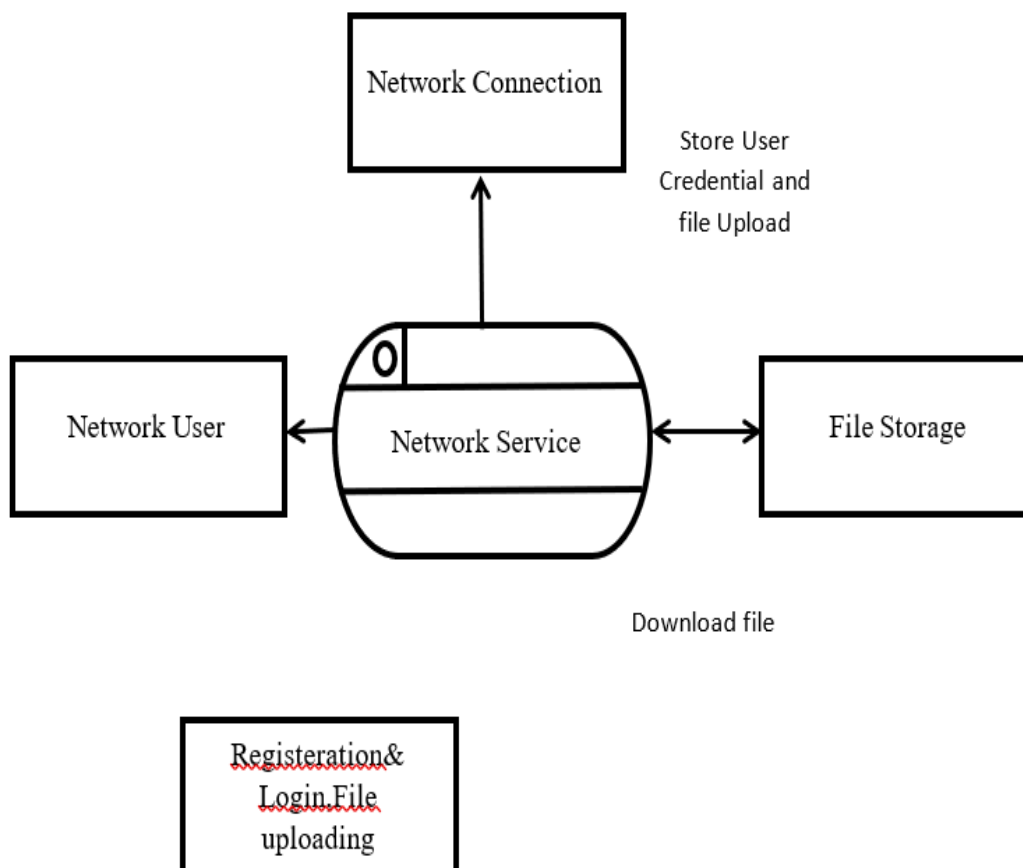 Network Connection
Store User
Credential and
file Upload
0
Network User
Network Service
File Storage
Download file
Registeration&
Login.File
uploading